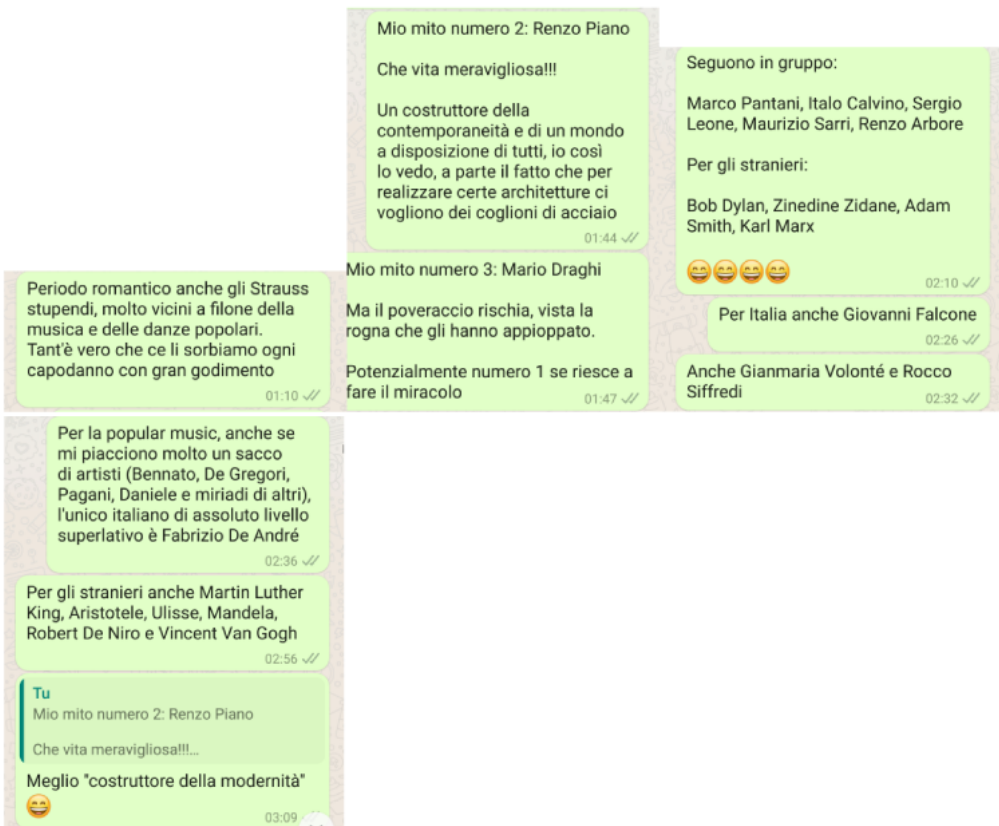 Periodo romantico anche gli Strauss
stupendi, molto vicini a filone della
musica e delle danze popolari.
Tant'è vero che ce li sorbiamo ogni
capodanno con gran godimento
01:10
Mio mito numero 2: Renzo Piano
Che vita meravigliosa!!!
Un costruttore della
contemporaneità e di un mondo
a disposizione di tutti, io così
lo vedo, a parte il fatto che per
realizzare certe architetture ci
vogliono dei coglioni di acciaio
01:44
Mio mito numero 3: Mario Draghi
Ma il poveraccio rischia, vista la
rogna che gli hanno appioppato.
Potenzialmente numero 1 se riesce a
fare il miracolo
01:47
Seguono in gruppo:
Marco Pantani, Italo Calvino, Sergio
Leone, Maurizio Sarri, Renzo Arbore
Per gli stranieri:
Bob Dylan, Zinedine Zidane, Adam
Smith, Karl Marx
😄😄😄😄
02:10
Per Italia anche Giovanni Falcone
02:26
Anche Gianmaria Volonté e Rocco
Siffredi
02:32
Per la popular music, anche se
mi piacciono molto un sacco
di artisti (Bennato, De Gregori,
Pagani, Daniele e miriadi di altri),
l'unico italiano di assoluto livello
superlativo è Fabrizio De André
02:36
Per gli stranieri anche Martin Luther
King, Aristotele, Ulisse, Mandela,
Robert De Niro e Vincent Van Gogh
02:56
Tu
Mio mito numero 2: Renzo Piano
Che vita meravigliosa!!!...
Meglio "costruttore della modernità"
😄
03:09